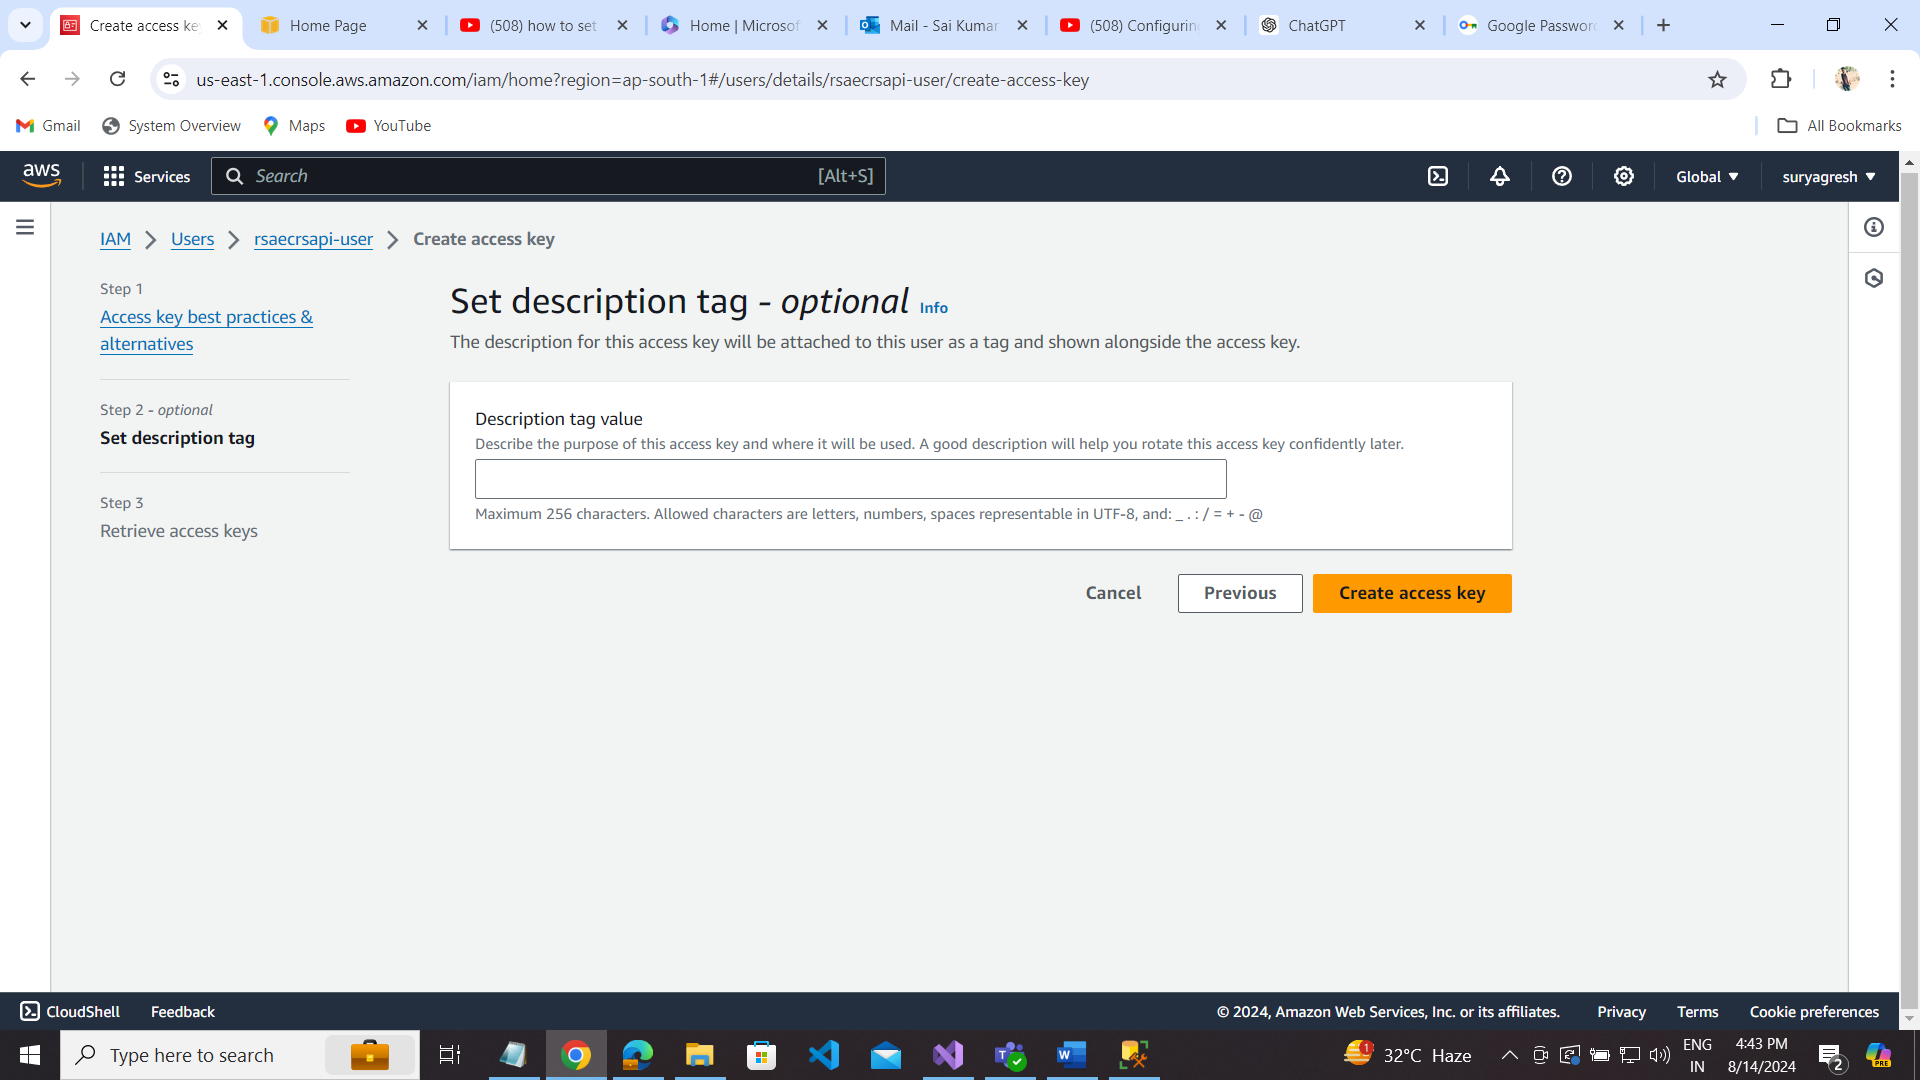 Create access key
Home Page
(508) how to set
Home | Microsof
Mail - Sai Kumar
(508) Configuring
ChatGPT
Google Password
us-east-1.console.aws.amazon.com/iam/home?region=ap-south-1#/users/details/rsaecrsapi-user/create-access-key
Gmail
System Overview
Maps
YouTube
All Bookmarks
aws
Services
Search
[Alt+S]
Global
suryagresh
IAM
Users
rsaecrsapi-user
Create access key
Step 1
Access key best practices &
alternatives
Step 2 - optional
Set description tag
Step 3
Retrieve access keys
Set description tag - optional Info
The description for this access key will be attached to this user as a tag and shown alongside the access key.
Description tag value
Describe the purpose of this access key and where it will be used. A good description will help you rotate this access key confidently later.
Maximum 256 characters. Allowed characters are letters, numbers, spaces representable in UTF-8, and: _ . : / = + - @
Cancel
Previous
Create access key
CloudShell
Feedback
© 2024, Amazon Web Services, Inc. or its affiliates.
Privacy
Terms
Cookie preferences
Type here to search
1
32°C Haze
ENG
IN
4:43 PM
8/14/2024
2
PRE